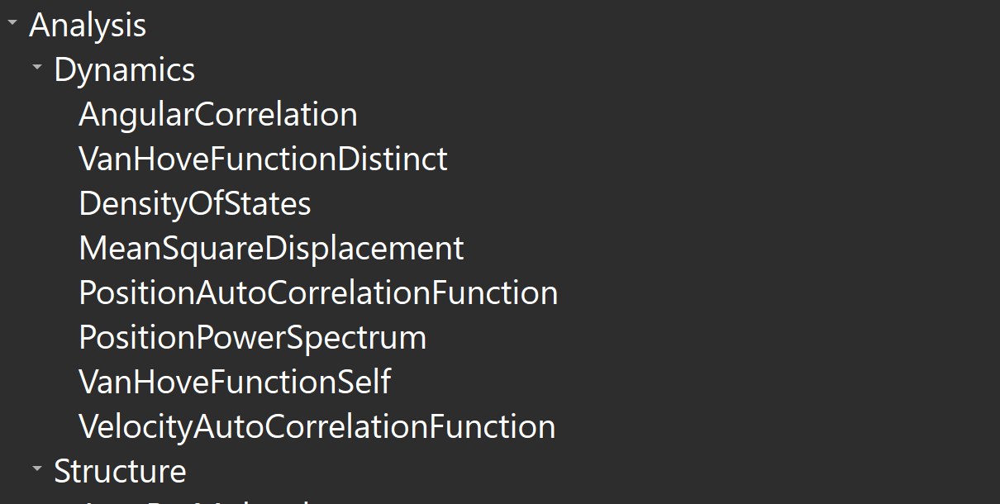 Analysis
Dynamics
AngularCorrelation
VanHoveFunctionDistinct
DensityOfStates
MeanSquareDisplacement
PositionAutoCorrelationFunction
PositionPowerSpectrum
VanHoveFunctionSelf
VelocityAutoCorrelationFunction
Structure